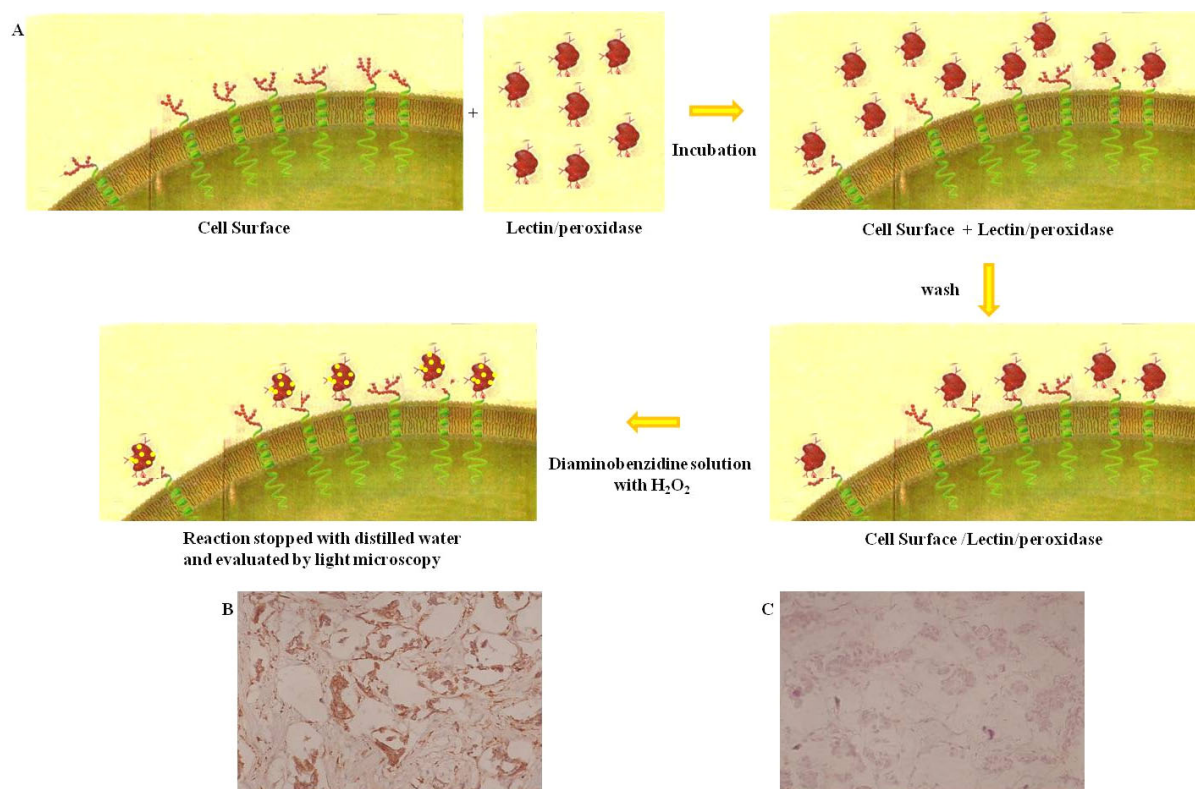 A
+
Incubation
Cell Surface
Lectin/peroxidase
Cell Surface + Lectin/peroxidase
wash
Diaminobenzidine solution
with H₂O₂
Reaction stopped with distilled water
and evaluated by light microscopy
Cell Surface /Lectin/peroxidase
B
C